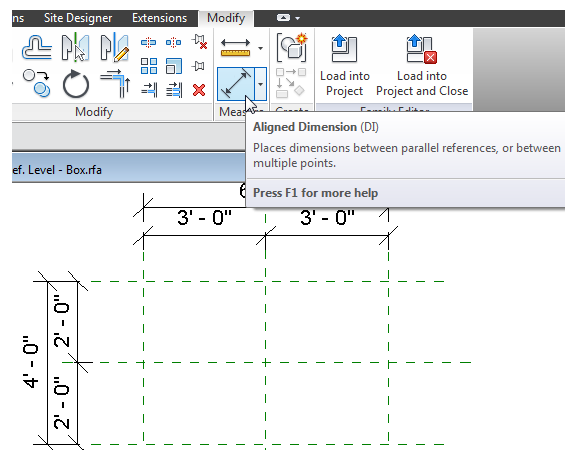 Site Designer Extensions Modify
Load into Project
Load into Project and Close
Modify
Aligned Dimension (DI)
Places dimensions between parallel references, or between
multiple points.
Press F1 for more help
ef. Level - Box.rfa
3' - 0" 3' - 0"
4' - 0"
2' - 0"
2' - 0"